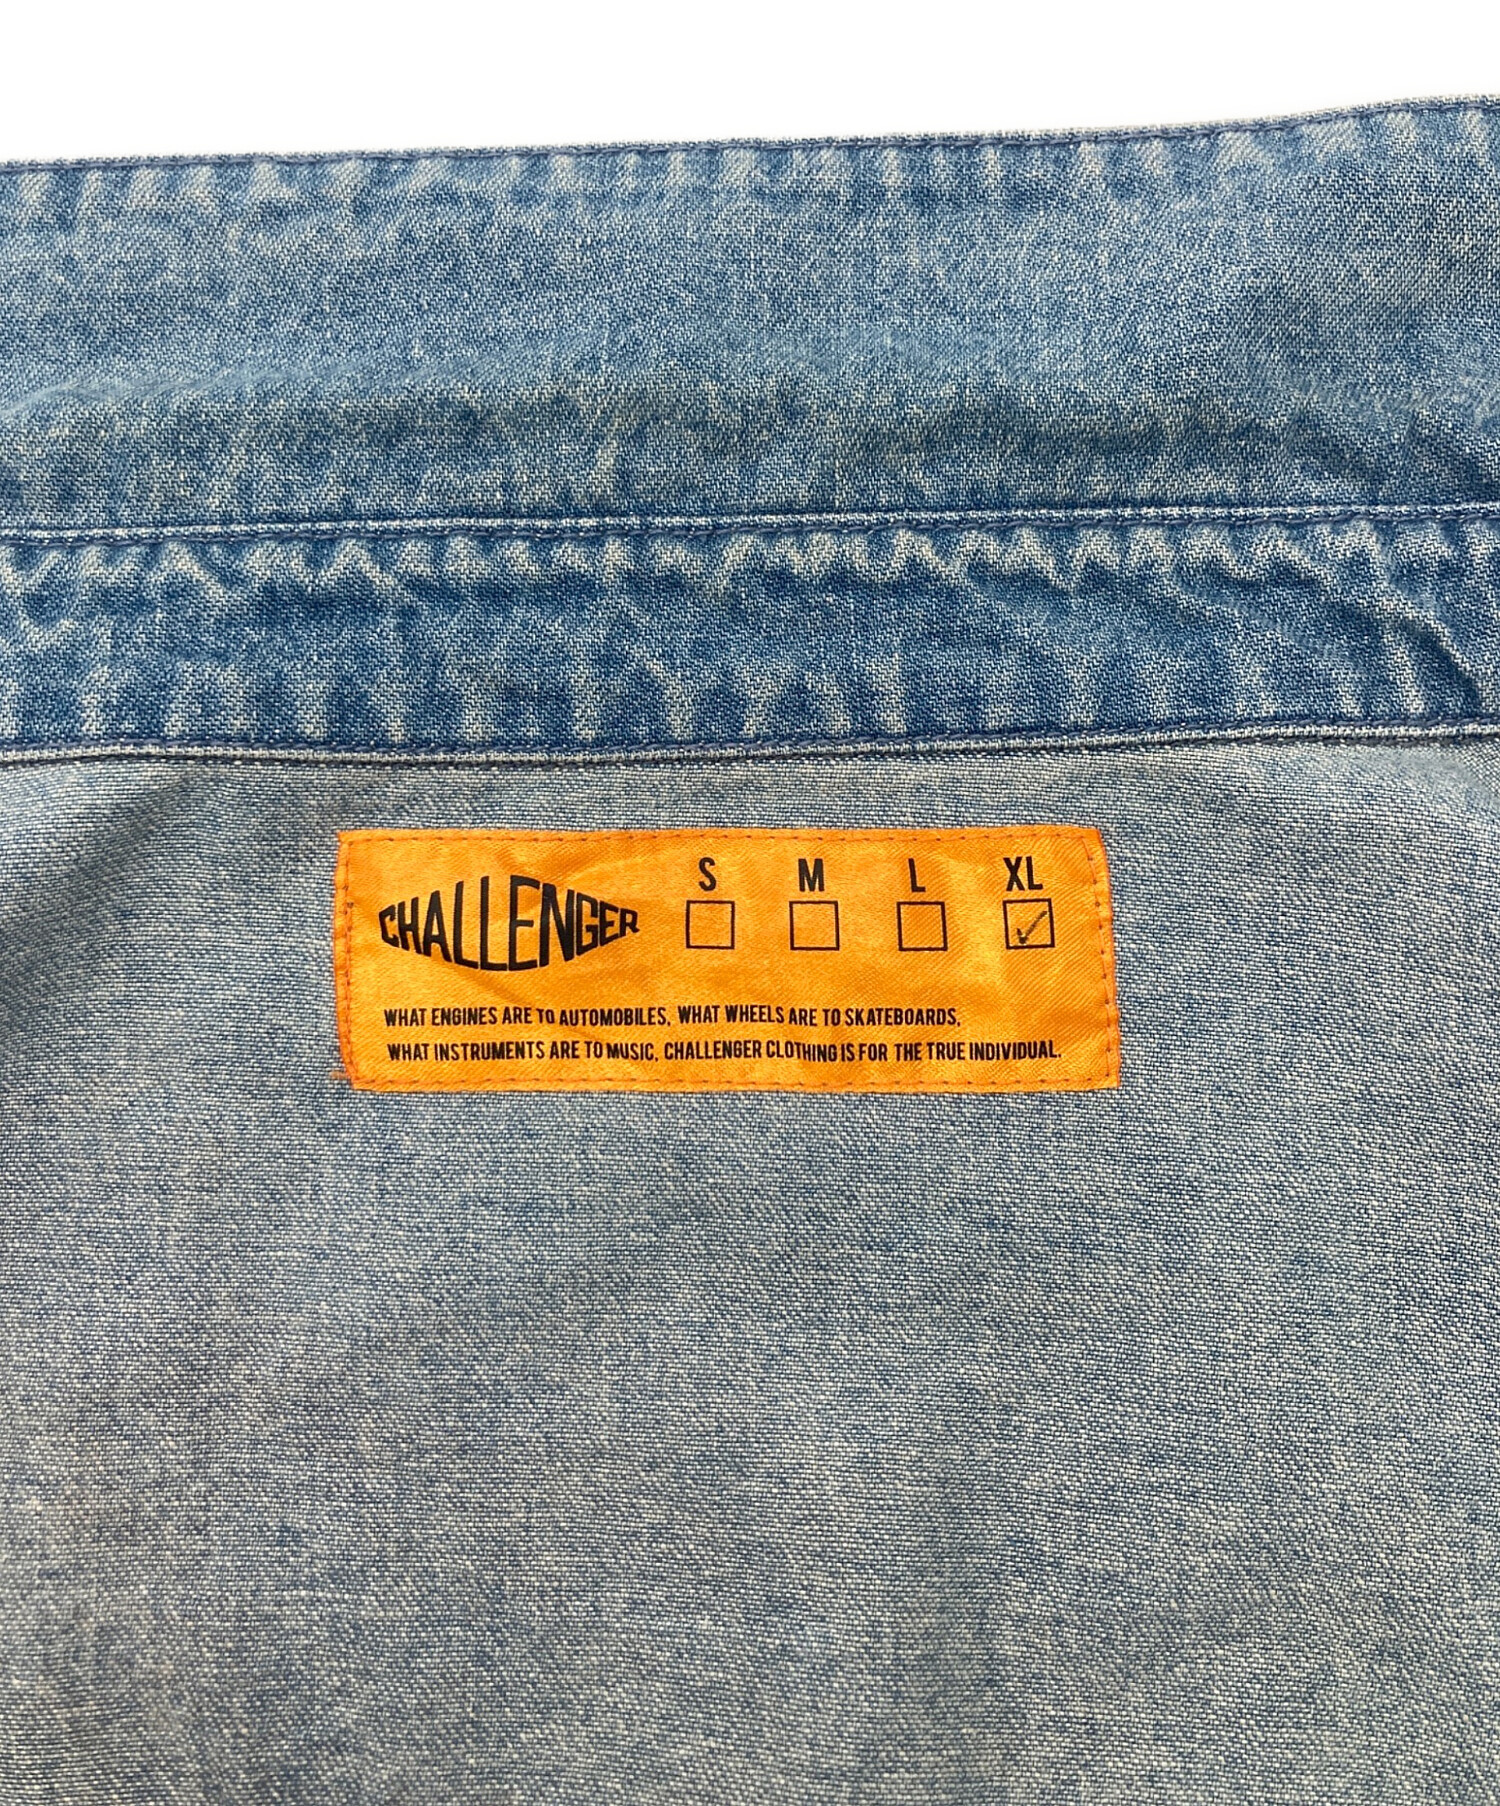 CHALLENGER
S M L XL
WHAT ENGINES ARE TO AUTOMOBILES, WHAT WHEELS ARE TO SKATEBOARDS,
WHAT INSTRUMENTS ARE TO MUSIC, CHALLENGER CLOTHING IS FOR THE TRUE INDIVIDUAL.